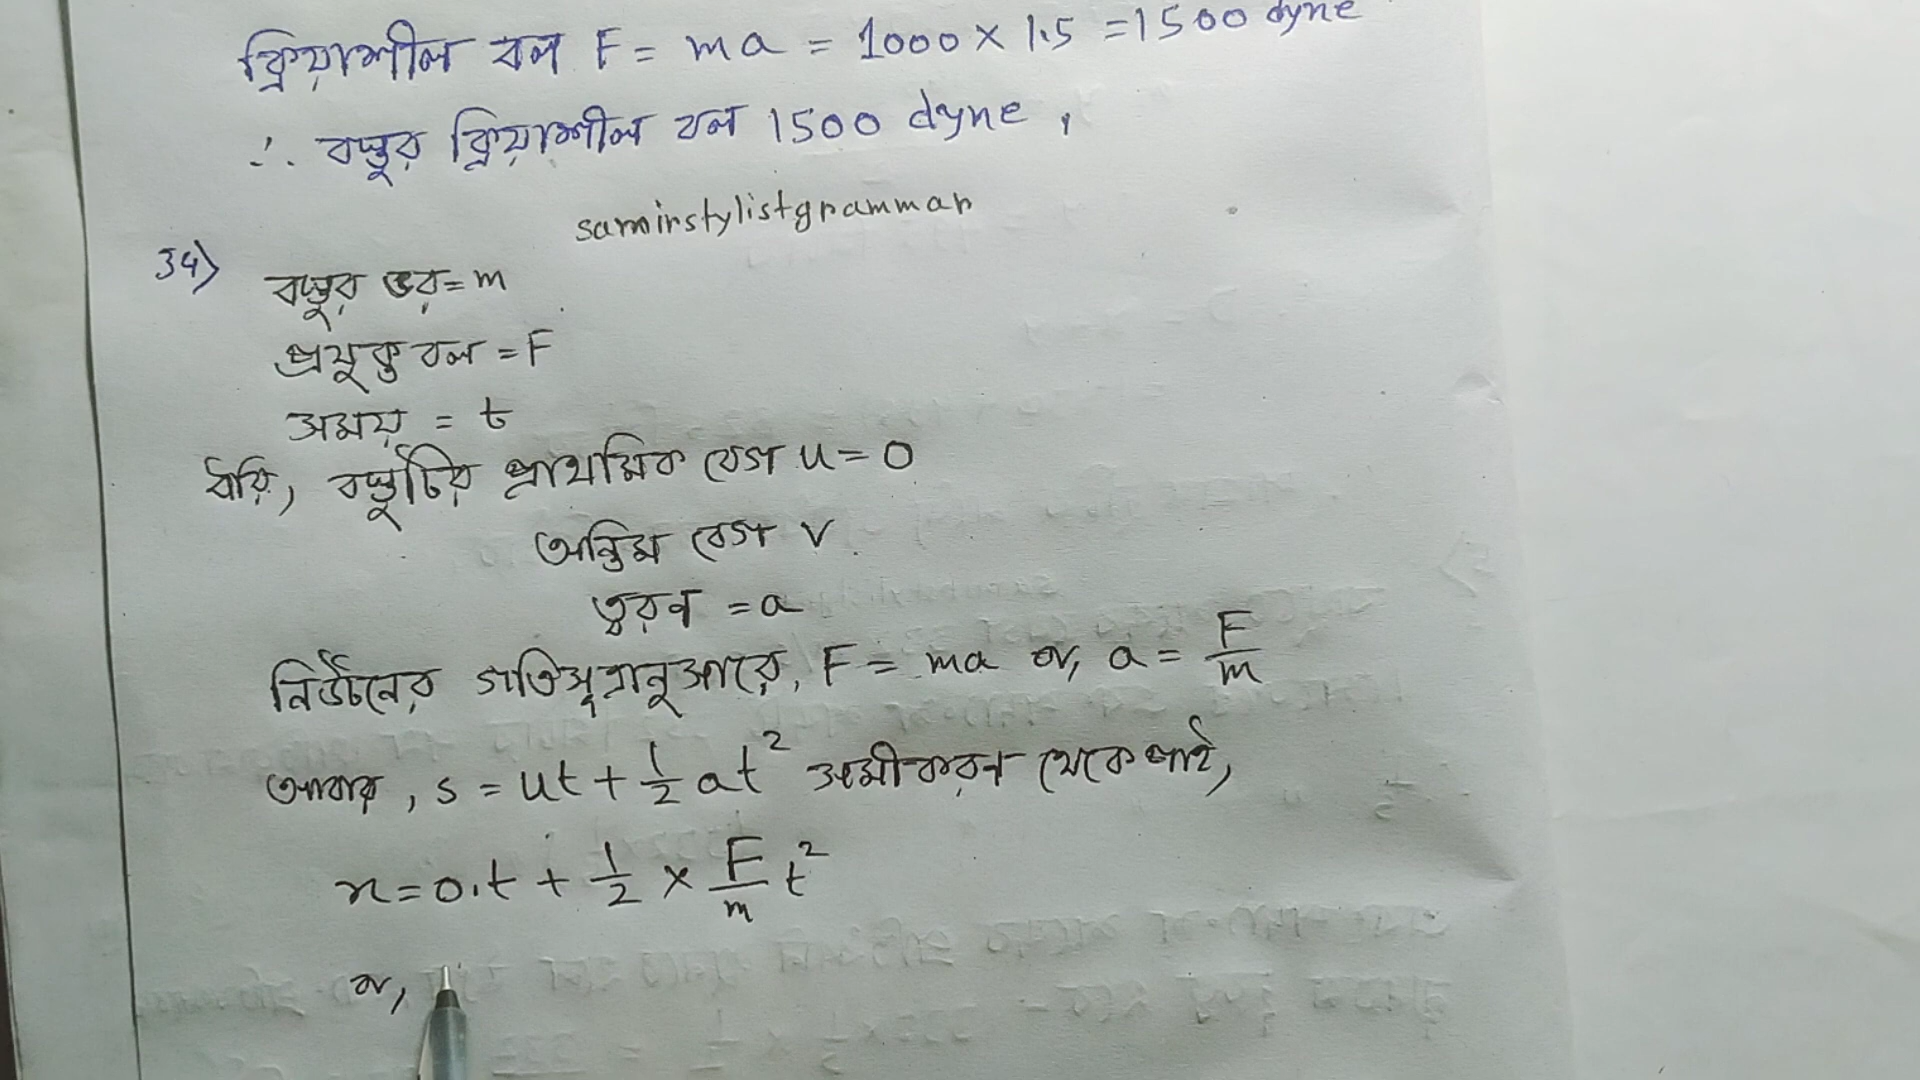 ক্রিয়াশীল বল F = ma = 1000 × 1.5 = 1500 dyne
∴ বস্তুর ক্রিয়াশীল বল 1500 dyne ,
samirstylistgrammar
34) বস্তুর ভর = m
প্রযুক্ত বল = F
সময় = t
ধরি, বস্তুটির প্রাথমিক বেগ u = 0
অন্তিম বেগ v
ত্বরণ = a
নিউটনের গতিসূত্রানুসারে, F = ma or, a = F/m
আবার, s = ut + 1/2 at² সমীকরণ থেকে পাই,
x = 0.t + 1/2 × F/m t²
or,